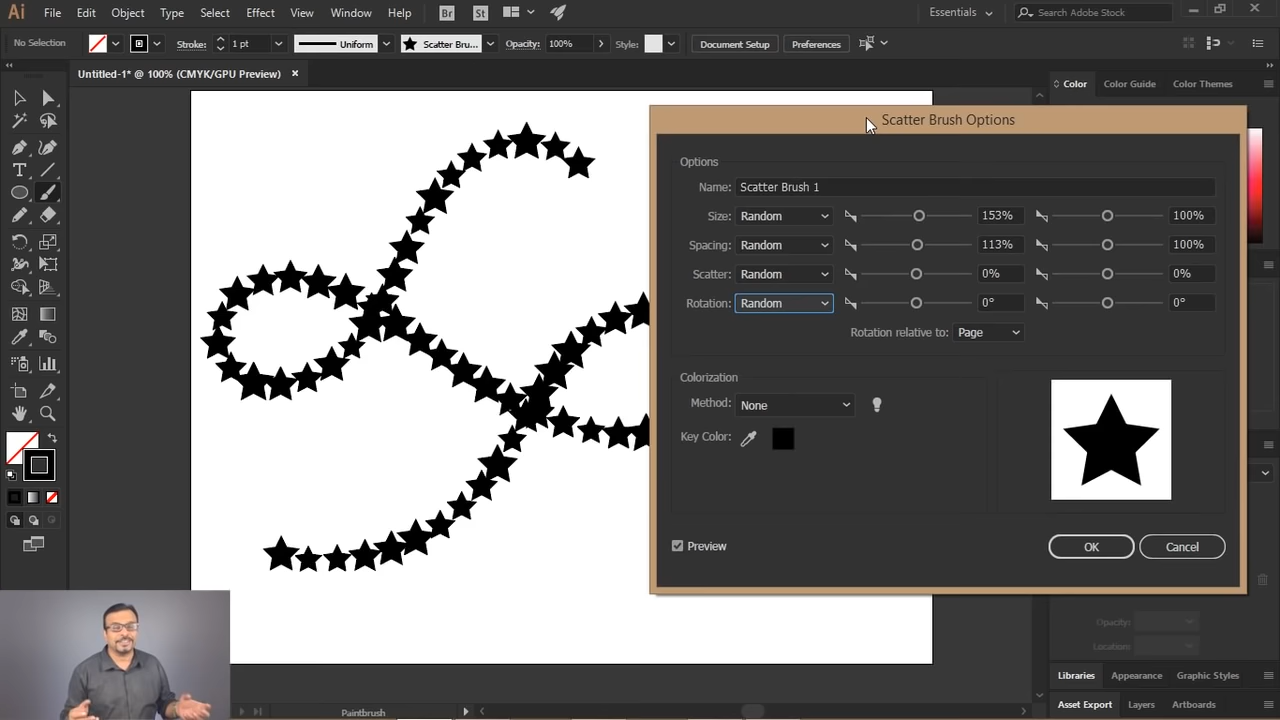 Ai File Edit Object Type Select Effect View Window Help Br St Essentials Search Adobe Stock
No Selection Stroke: 1 pt Uniform Scatter Bru... Opacity: 100% Style: Document Setup Preferences
Untitled-1* @ 100% (CMYK/GPU Preview) × Color Color Guide Color Themes
Scatter Brush Options
Options
Name: Scatter Brush 1
Size: Random 153% 100%
Spacing: Random 113% 100%
Scatter: Random 0% 0%
Rotation: Random 0° 0°
Rotation relative to: Page
Colorization
Method: None
Key Color:
Preview OK Cancel
Opacity:
Location:
Libraries Appearance Graphic Styles
Asset Export Layers Artboards
Paintbrush